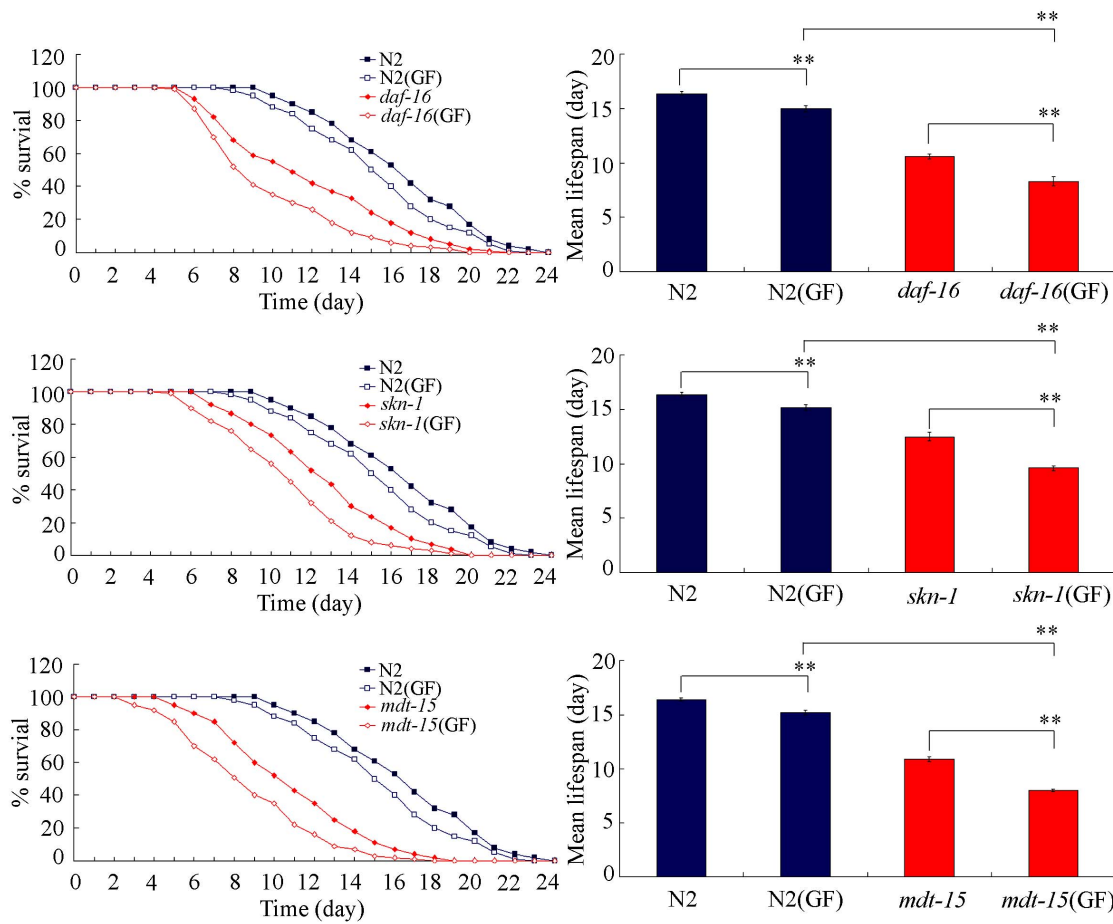 120
100
80
60
40
20
0
% survial
N2
N2(GF)
daf-16
daf-16(GF)
0 2 4 6 8 10 12 14 16 18 20 22 24
Time (day)
20
15
10
5
0
Mean lifespan (day)
**
**
**
N2 N2(GF) daf-16 daf-16(GF)
120
100
80
60
40
20
0
% survial
N2
N2(GF)
skn-1
skn-1(GF)
0 2 4 6 8 10 12 14 16 18 20 22 24
Time (day)
20
15
10
5
0
Mean lifespan (day)
**
**
**
N2 N2(GF) skn-1 skn-1(GF)
120
100
80
60
40
20
0
% survial
N2
N2(GF)
mdt-15
mdt-15(GF)
0 2 4 6 8 10 12 14 16 18 20 22 24
Time (day)
20
15
10
5
0
Mean lifespan (day)
**
**
**
N2 N2(GF) mdt-15 mdt-15(GF)